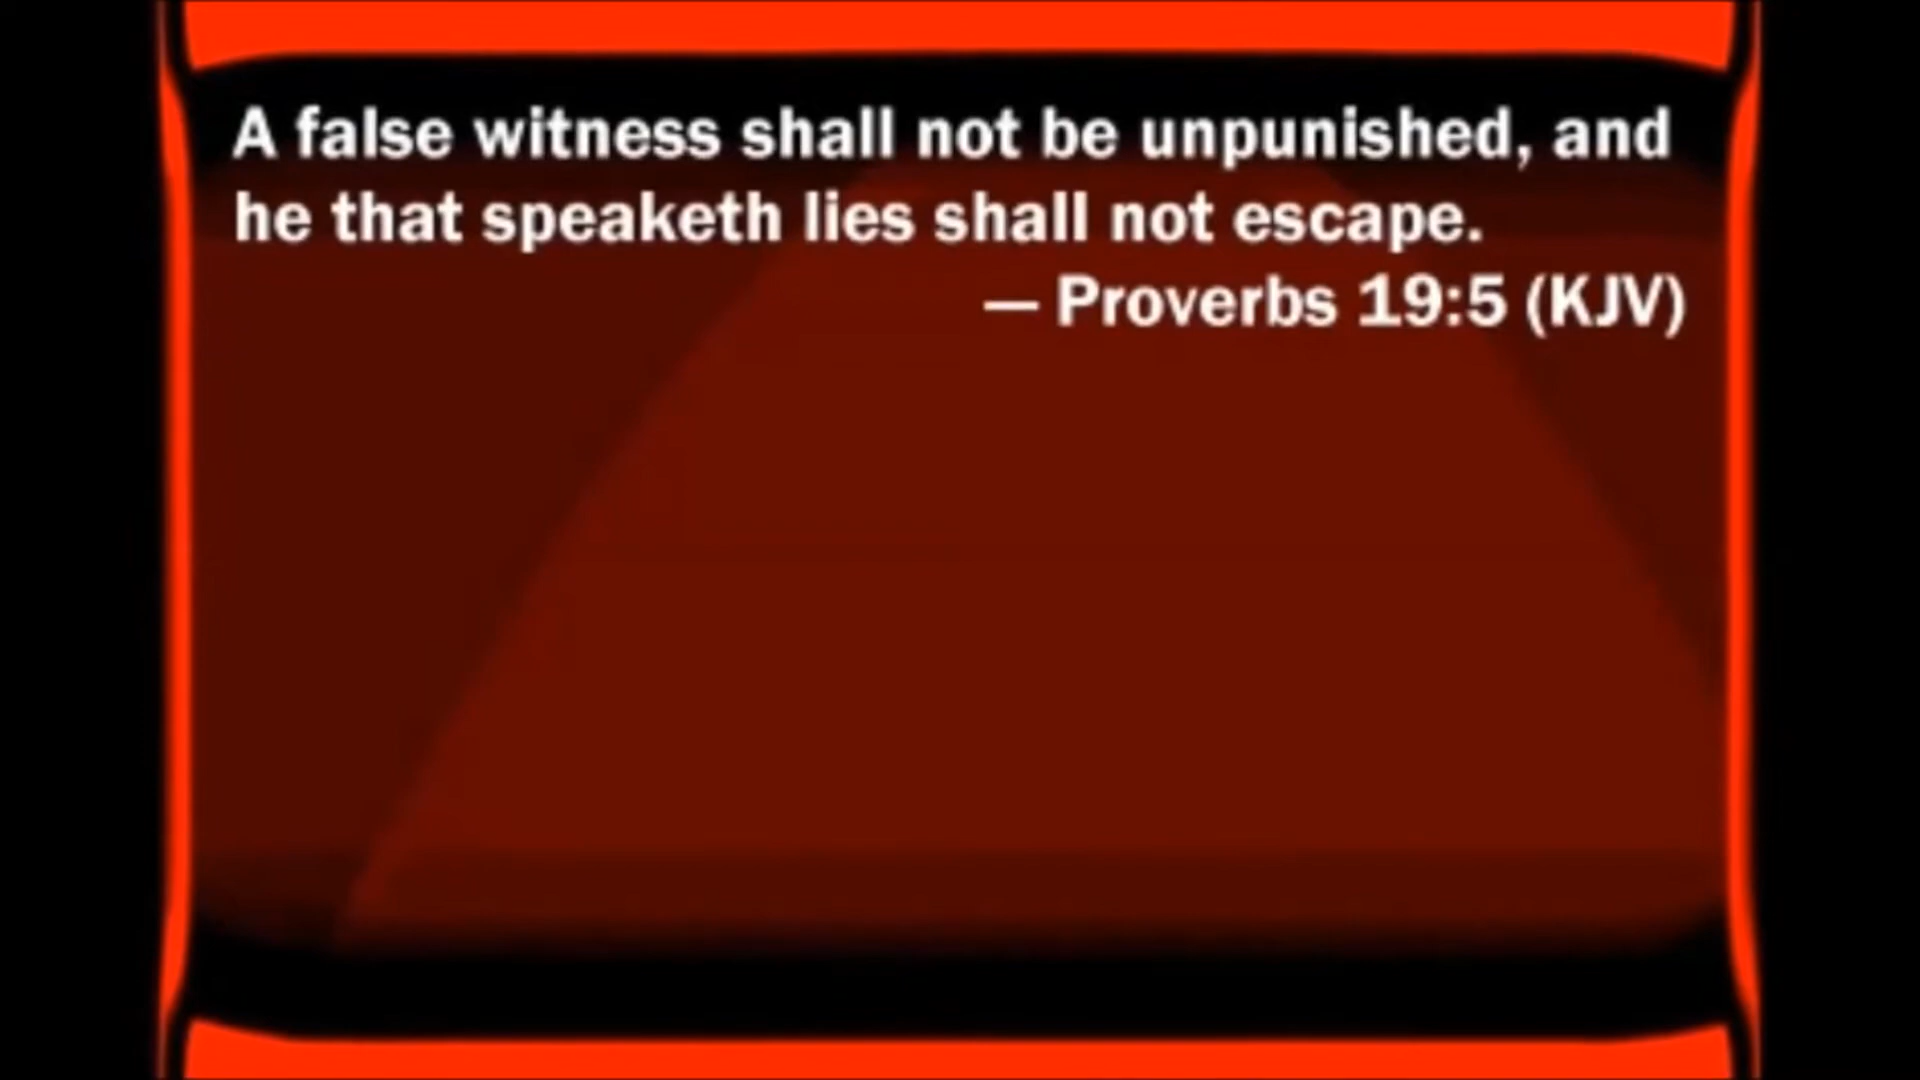 A false witness shall not be unpunished, and
he that speaketh lies shall not escape.
— Proverbs 19:5 (KJV)